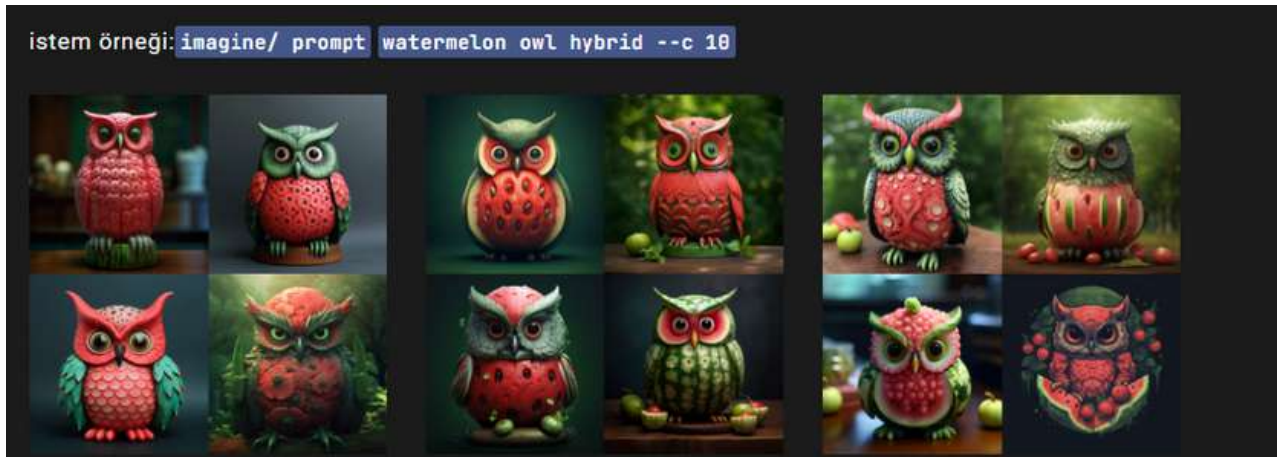 istem örneği: imagine/ prompt watermelon owl hybrid --c 10